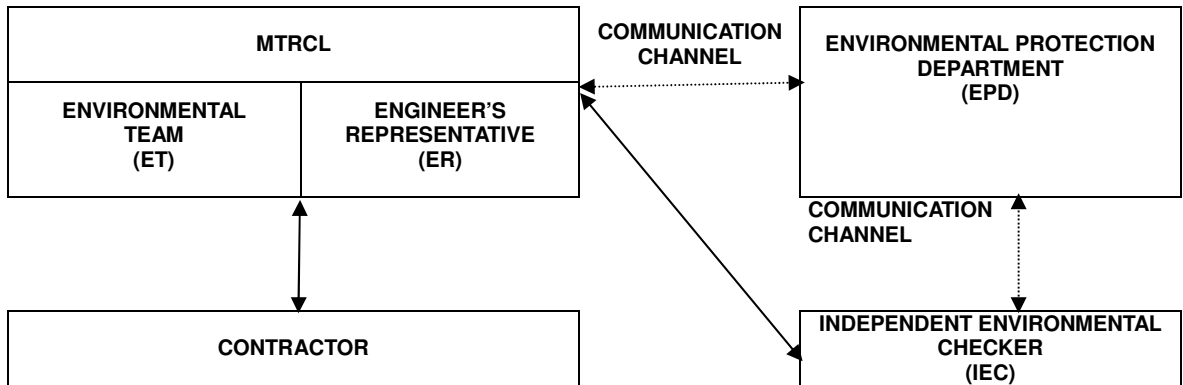 MTRCL
ENVIRONMENTAL
TEAM
(ET)
ENGINEER'S
REPRESENTATIVE
(ER)
COMMUNICATION
CHANNEL
ENVIRONMENTAL PROTECTION
DEPARTMENT
(EPD)
COMMUNICATION
CHANNEL
CONTRACTOR
INDEPENDENT ENVIRONMENTAL
CHECKER
(IEC)